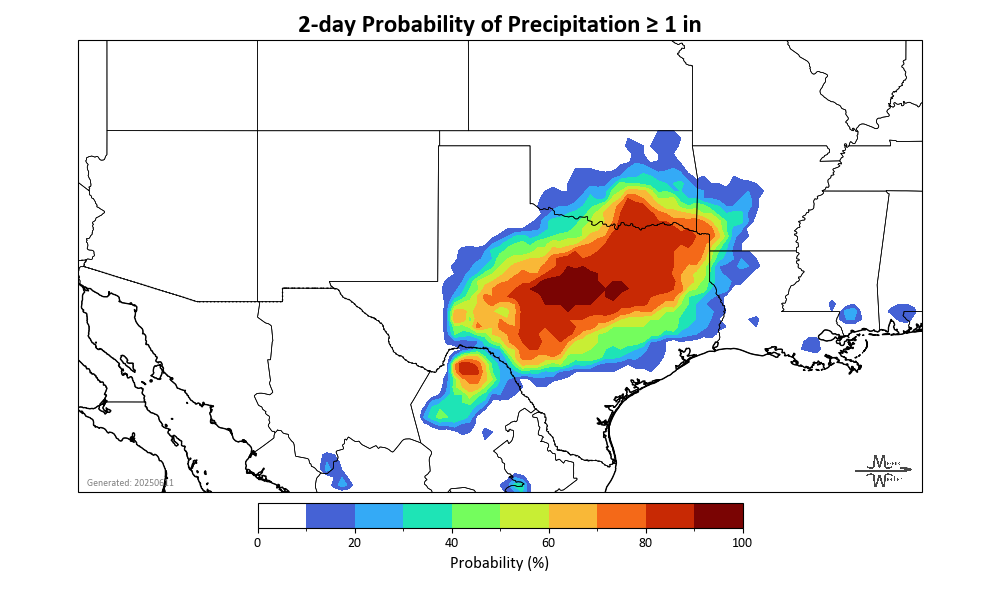 2-day Probability of Precipitation ≥ 1 in
Generated: 20250611
0 20 40 60 80 100
Probability (%)